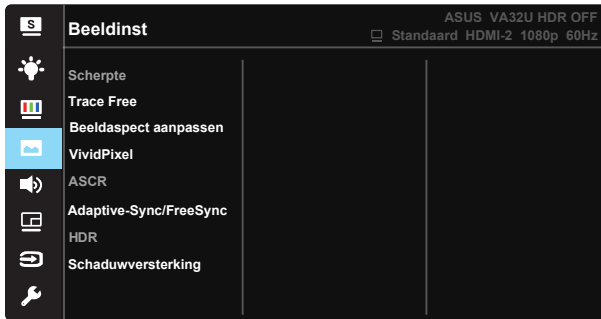 S
Beeldinst
ASUS VA32U HDR OFF
Standaard HDMI-2 1080p 60Hz
Scherpte
Trace Free
Beeldaspect aanpassen
VividPixel
ASCR
Adaptive-Sync/FreeSync
HDR
Schaduwversterking